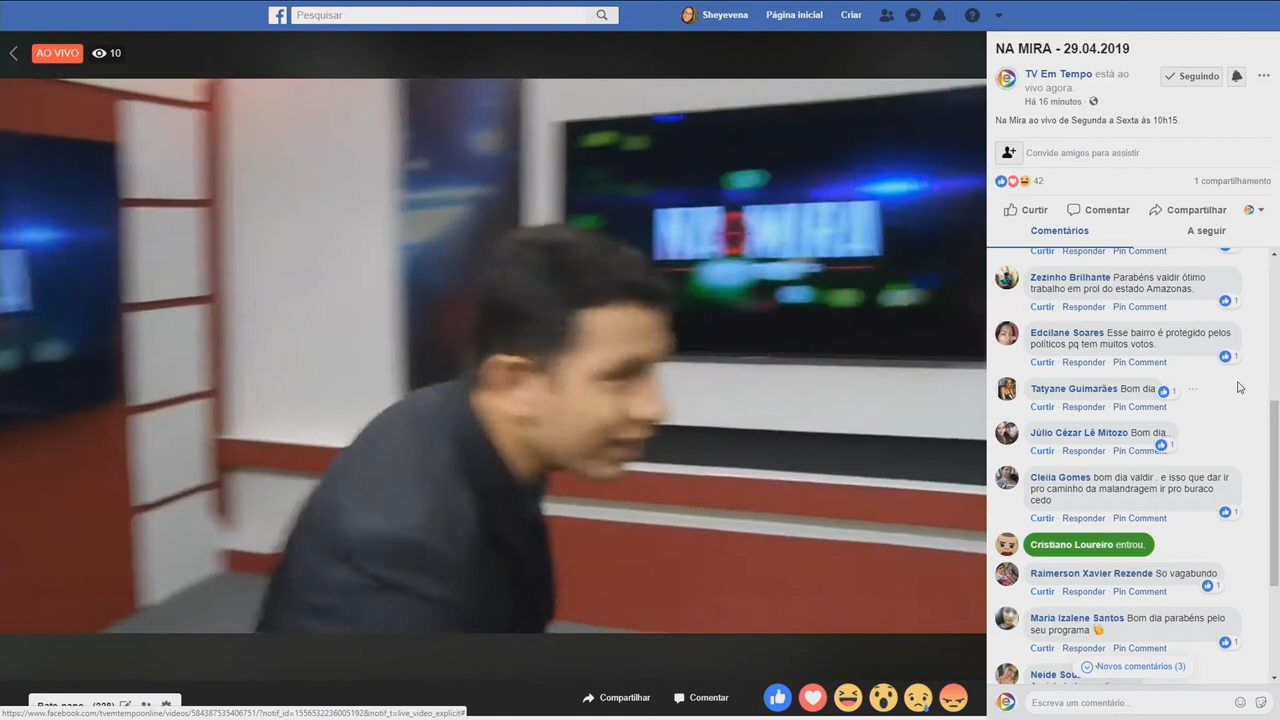 Pesquisar
Sheyevena
Página inicial
Criar
AO VIVO
10
NA MIRA - 29.04.2019
TV Em Tempo está ao
vivo agora.
Há 16 minutos
Seguindo
Na Mira ao vivo de Segunda a Sexta às 10h15.
Convide amigos para assistir
42
1 compartilhamento
Curtir
Comentar
Compartilhar
Comentários
A seguir
Curtir · Responder · Pin Comment
Zezinho Brilhante Parabéns valdir ótimo
trabalho em prol do estado Amazonas.
1
Curtir · Responder · Pin Comment
Edcilane Soares Esse bairro é protegido pelos
políticos pq tem muitos votos.
1
Curtir · Responder · Pin Comment
Tatyane Guimarães Bom dia
1
Curtir · Responder · Pin Comment
Júlio Cézar Lê Mitozo Bom dia..
1
Curtir · Responder · Pin Comment
Cleiia Gomes bom dia valdir . e isso que dar ir
pro caminho da malandragem ir pro buraco
cedo
1
Curtir · Responder · Pin Comment
Cristiano Loureiro entrou.
Raimerson Xavier Rezende So vagabundo
1
Curtir · Responder · Pin Comment
Maria Izalene Santos Bom dia parabéns pelo
seu programa
1
Curtir · Responder · Pin Comment
Novos comentários (3)
Neide
Compartilhar
Comentar
Escreva um comentário...
https://www.facebook.com/tvemtempoonline/videos/584387535406751/?notif_id=1556532236005192&notif_t=live_video_explicit#